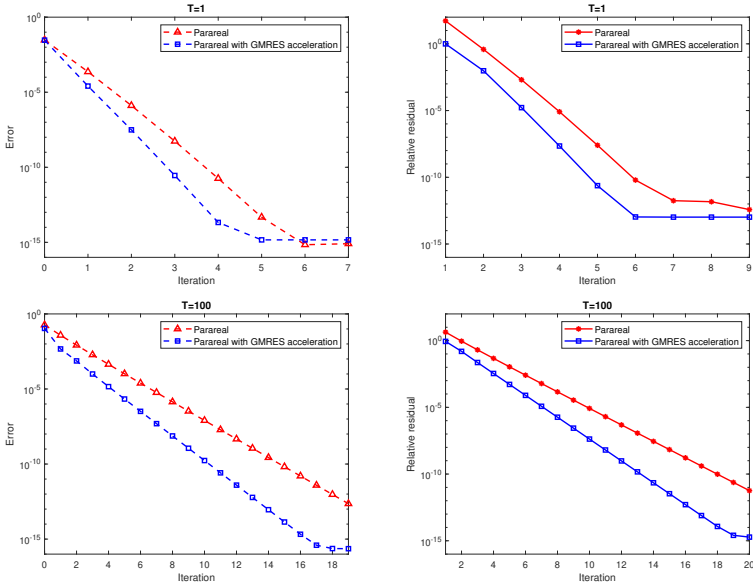 T=1
Parareal
Parareal with GMRES acceleration
10^0
10^-5
10^-10
10^-15
Error
0 1 2 3 4 5 6 7
Iteration
T=1
Parareal
Parareal with GMRES acceleration
10^0
10^-5
10^-10
10^-15
Relative residual
1 2 3 4 5 6 7 8 9
Iteration
T=100
Parareal
Parareal with GMRES acceleration
10^0
10^-5
10^-10
10^-15
Error
0 2 4 6 8 10 12 14 16 18
Iteration
T=100
Parareal
Parareal with GMRES acceleration
10^0
10^-5
10^-10
10^-15
Relative residual
2 4 6 8 10 12 14 16 18 20
Iteration